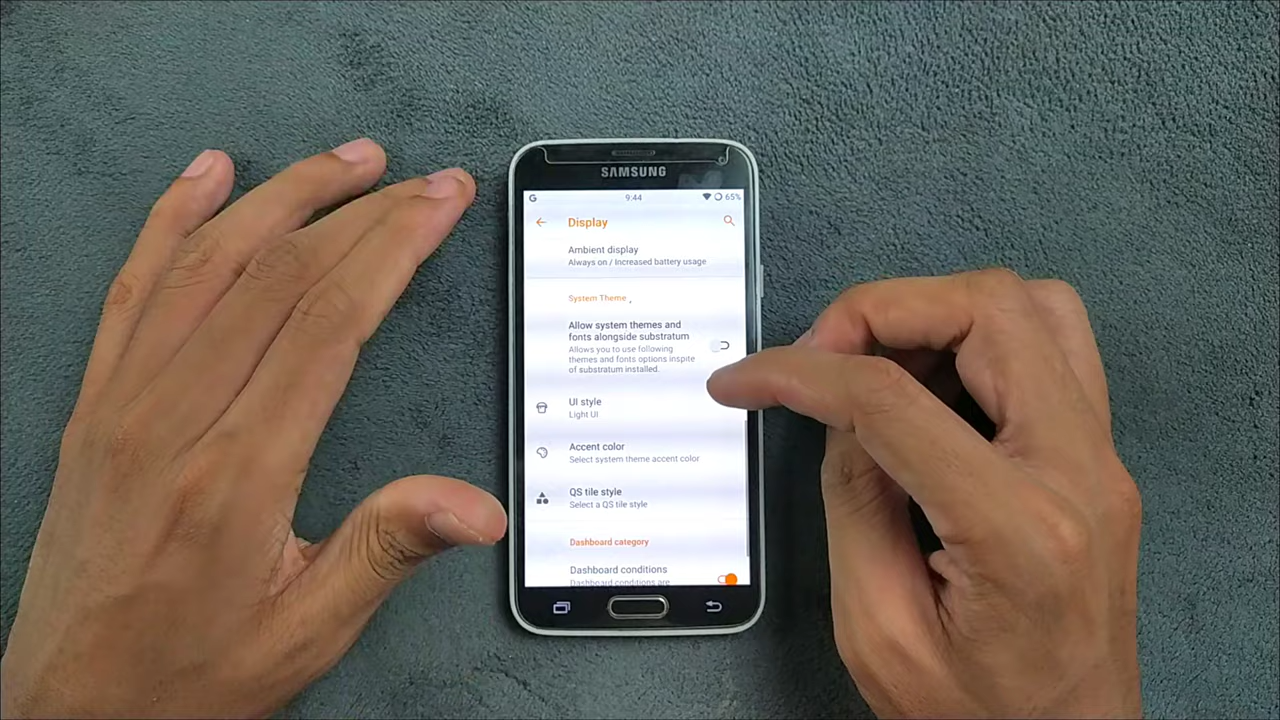 SAMSUNG
G 9:44 65%
Display
Ambient display
Always on / Increased battery usage
System Theme
Allow system themes and
fonts alongside substratum
Allows you to use following
themes and fonts options inspite
of substratum installed.
UI style
Light UI
Accent color
Select system theme accent color
QS tile style
Select a QS tile style
Dashboard category
Dashboard conditions
Dashboard conditions are